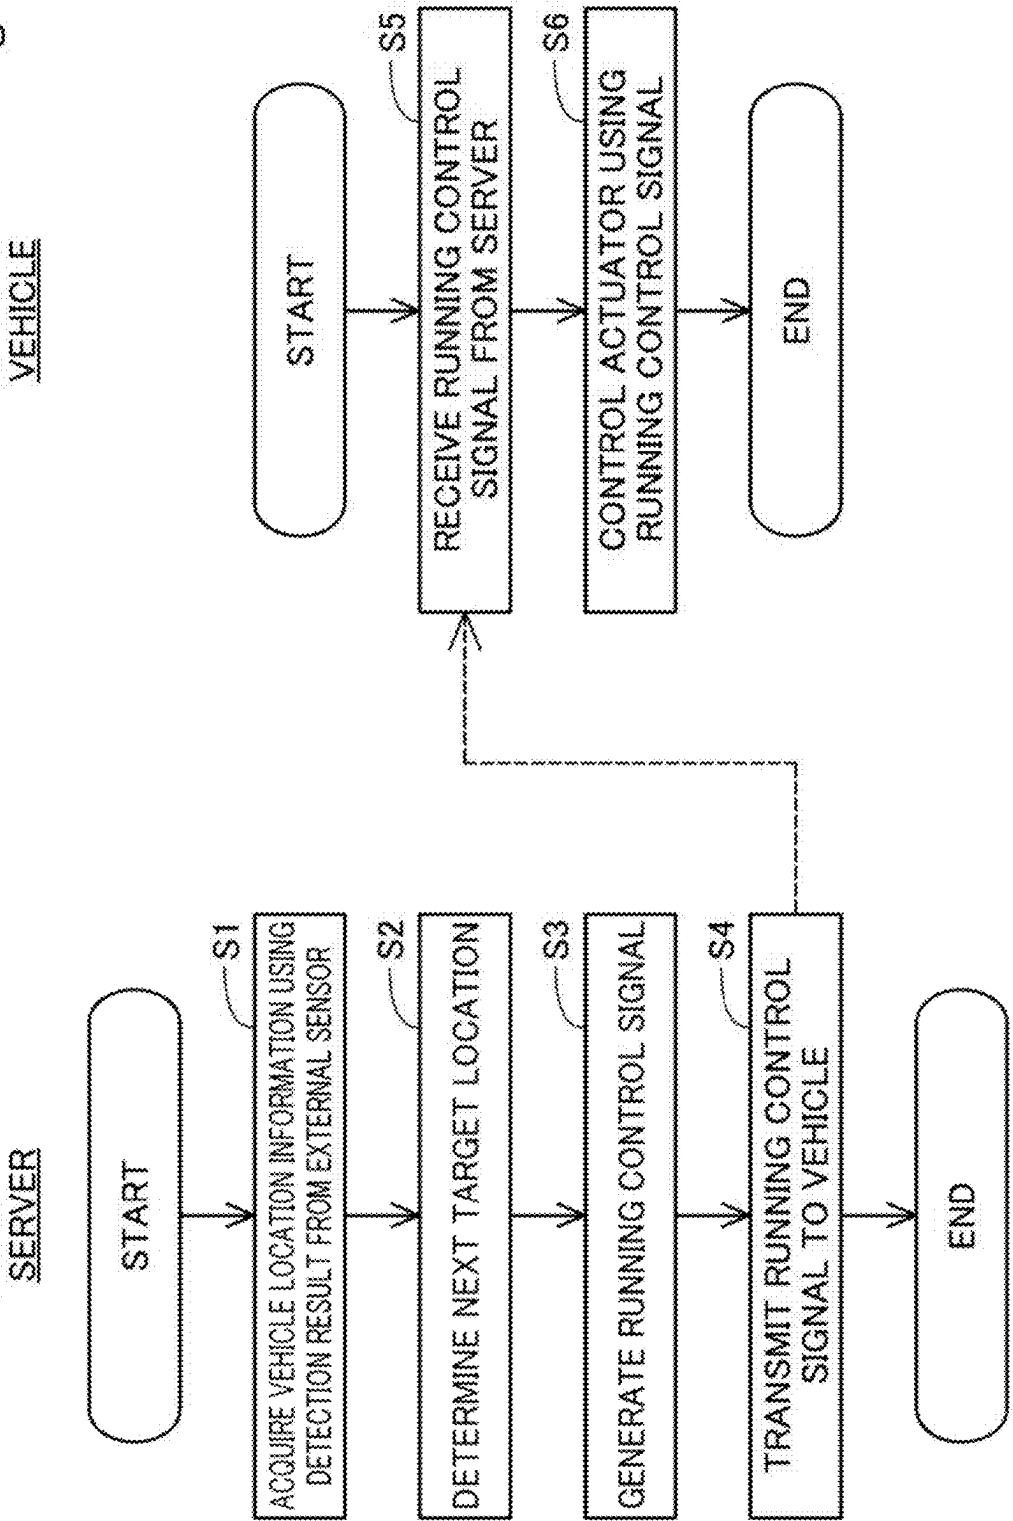 SERVER
START
S1
ACQUIRE VEHICLE LOCATION INFORMATION USING
DETECTION RESULT FROM EXTERNAL SENSOR
S2
DETERMINE NEXT TARGET LOCATION
S3
GENERATE RUNNING CONTROL SIGNAL
S4
TRANSMIT RUNNING CONTROL
SIGNAL TO VEHICLE
END
VEHICLE
START
S5
RECEIVE RUNNING CONTROL
SIGNAL FROM SERVER
S6
CONTROL ACTUATOR USING
RUNNING CONTROL SIGNAL
END